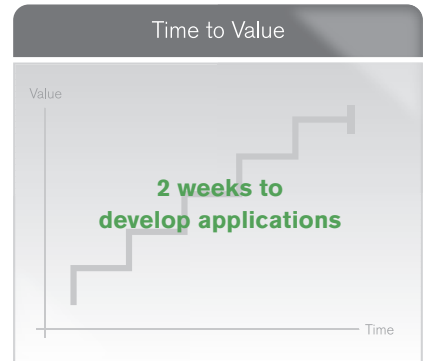 Time to Value
Value
2 weeks to
develop applications
Time